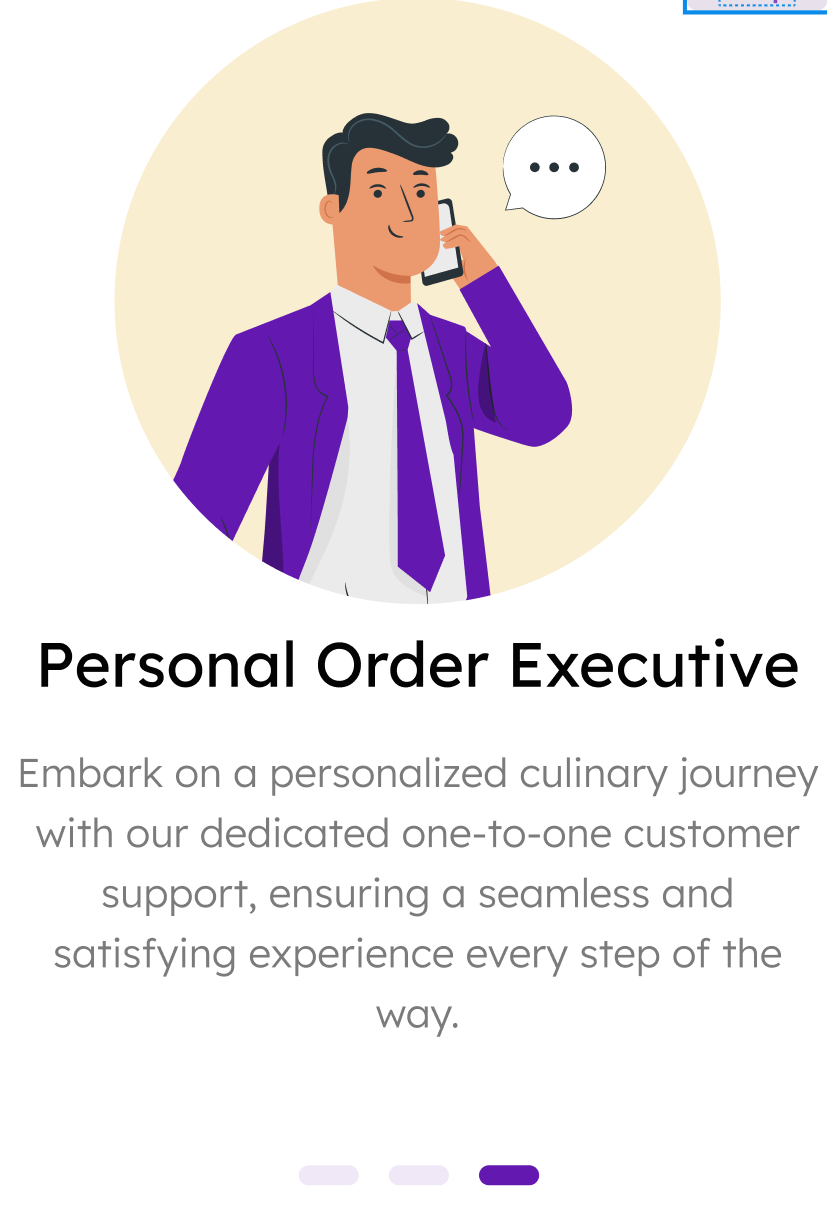 Personal Order Executive
Embark on a personalized culinary journey
with our dedicated one-to-one customer
support, ensuring a seamless and
satisfying experience every step of the
way.